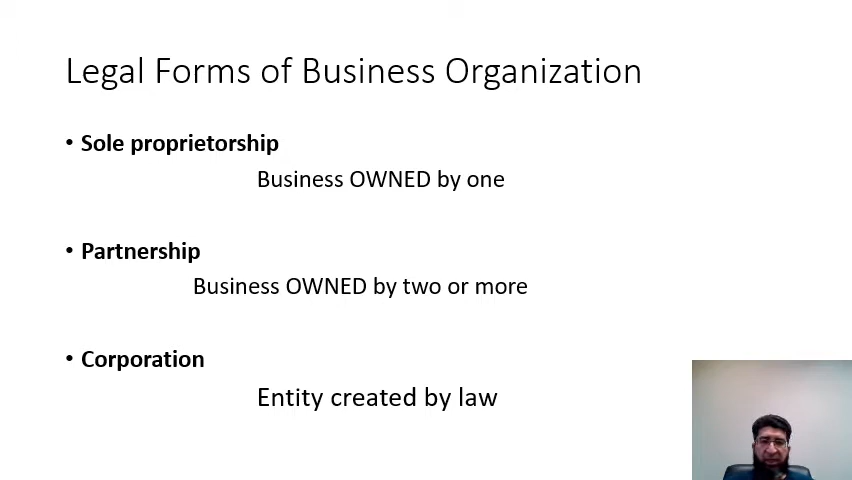 Legal Forms of Business Organization
• Sole proprietorship
Business OWNED by one
• Partnership
Business OWNED by two or more
• Corporation
Entity created by law